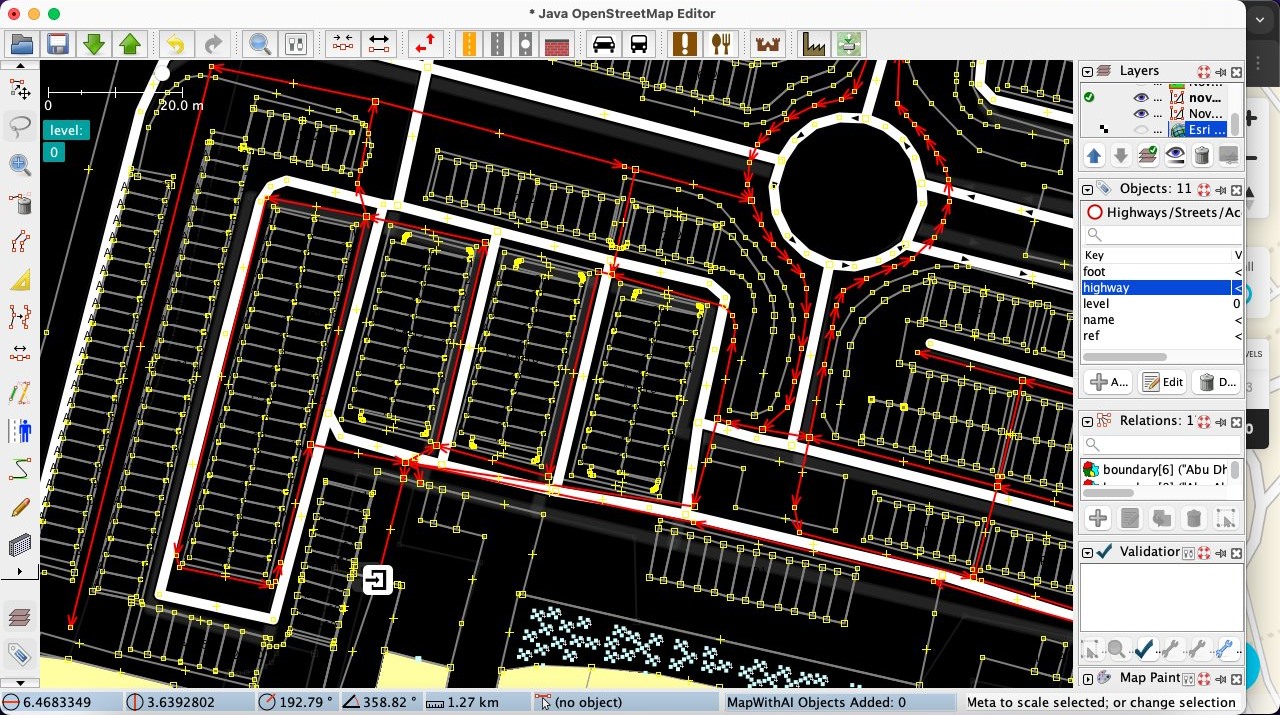 * Java OpenStreetMap Editor
0
20.0 m
level:
0
Layers
nov...
Nov...
Esri ...
Objects: 11
Highways/Streets/Ac
Key V
foot <
highway <
level 0
name <
ref <
A... Edit D...
Relations: 1
boundary[6] ("Abu Dh
Validation
Map Paint
6.4683349 3.6392802 192.79 ° 358.82 ° 1.27 km (no object) MapWithAI Objects Added: 0 Meta to scale selected; or change selection